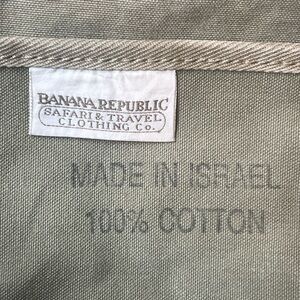 BANANA REPUBLIC
SAFARI & TRAVEL
CLOTHING Co.
MADE IN ISRAEL
100% COTTON